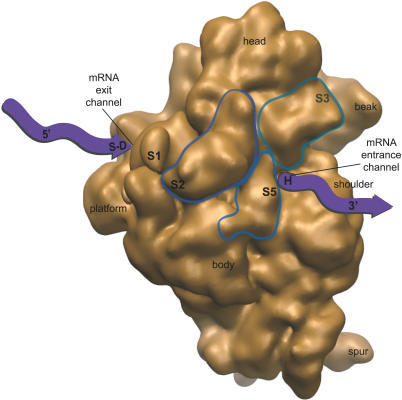 head
S3
mRNA
exit
channel
beak
5'
mRNA
entrance
channel
S-D
S1
S2
H
shoulder
S5
platform
3'
body
spur